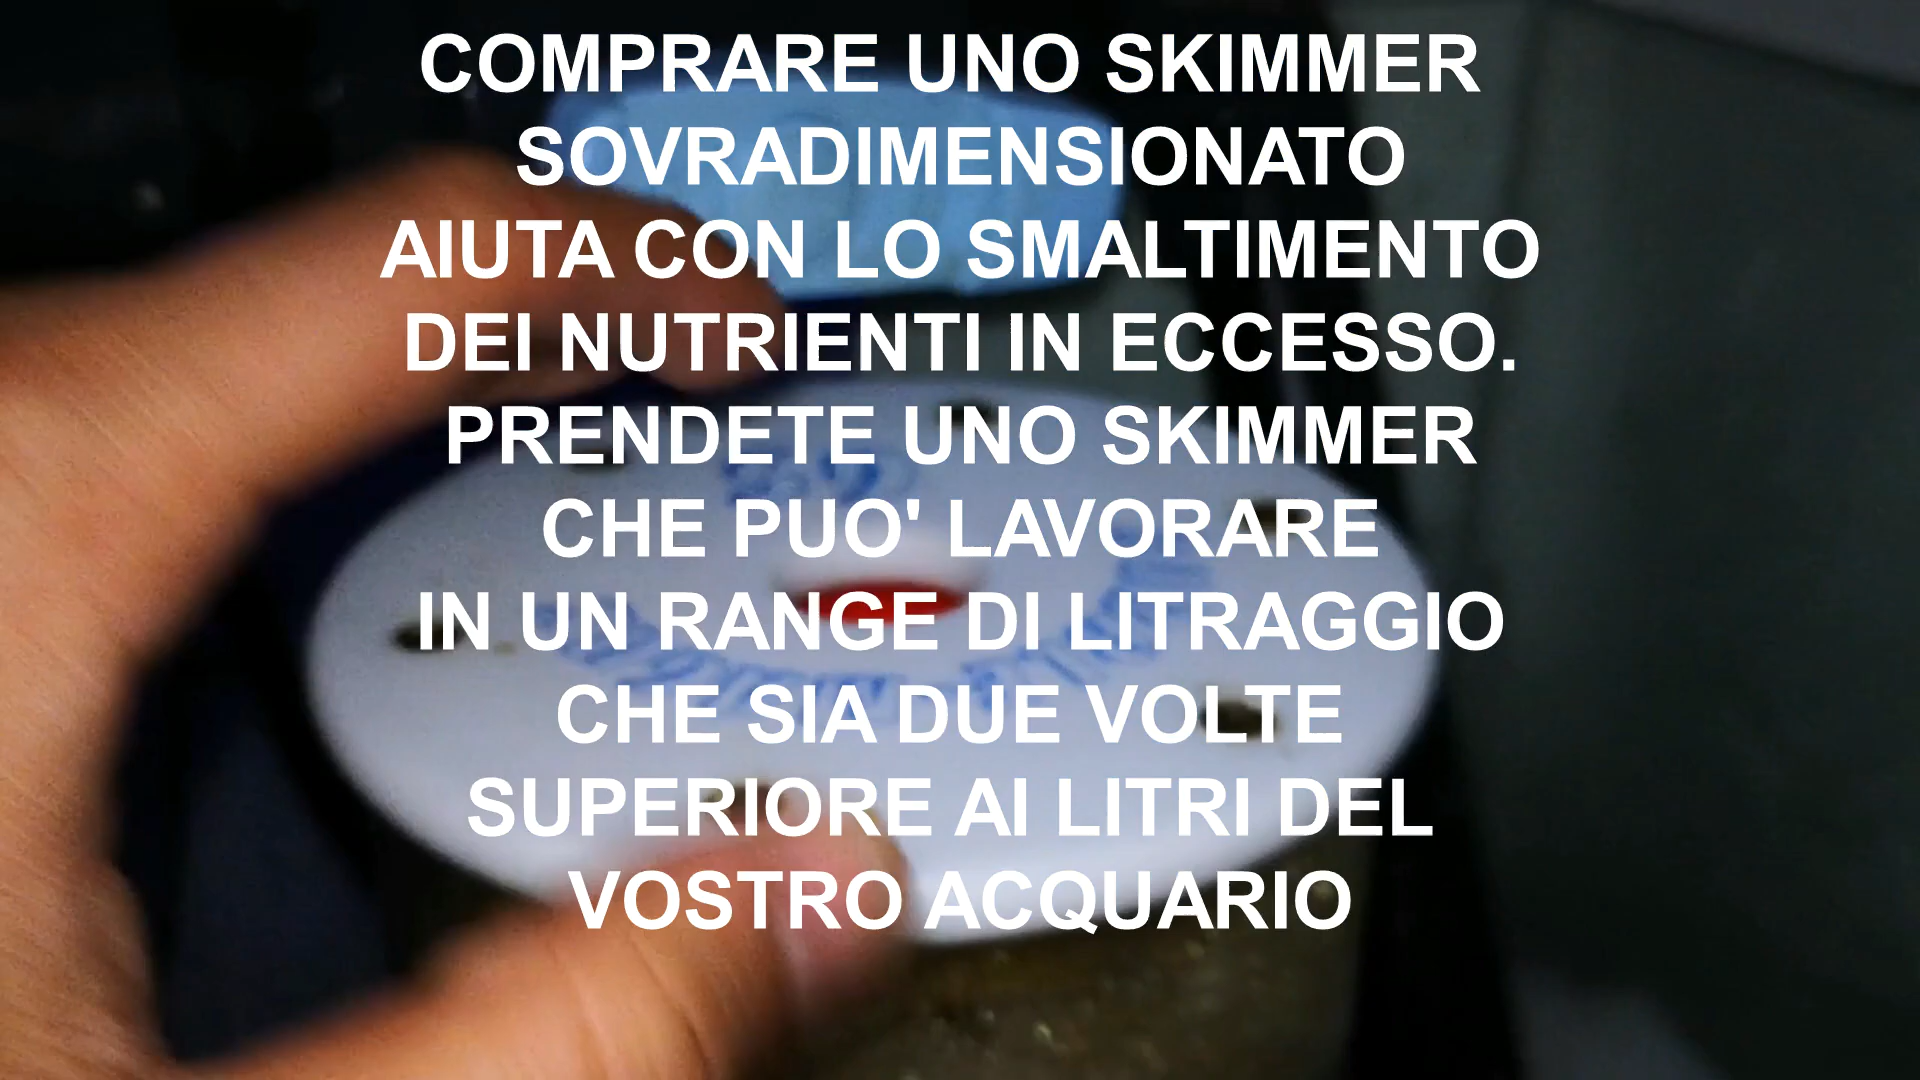 COMPRARE UNO SKIMMER
SOVRADIMENSIONATO
AIUTA CON LO SMALTIMENTO
DEI NUTRIENTI IN ECCESSO.
PRENDETE UNO SKIMMER
CHE PUO' LAVORARE
IN UN RANGE DI LITRAGGIO
CHE SIA DUE VOLTE
SUPERIORE AI LITRI DEL
VOSTRO ACQUARIO